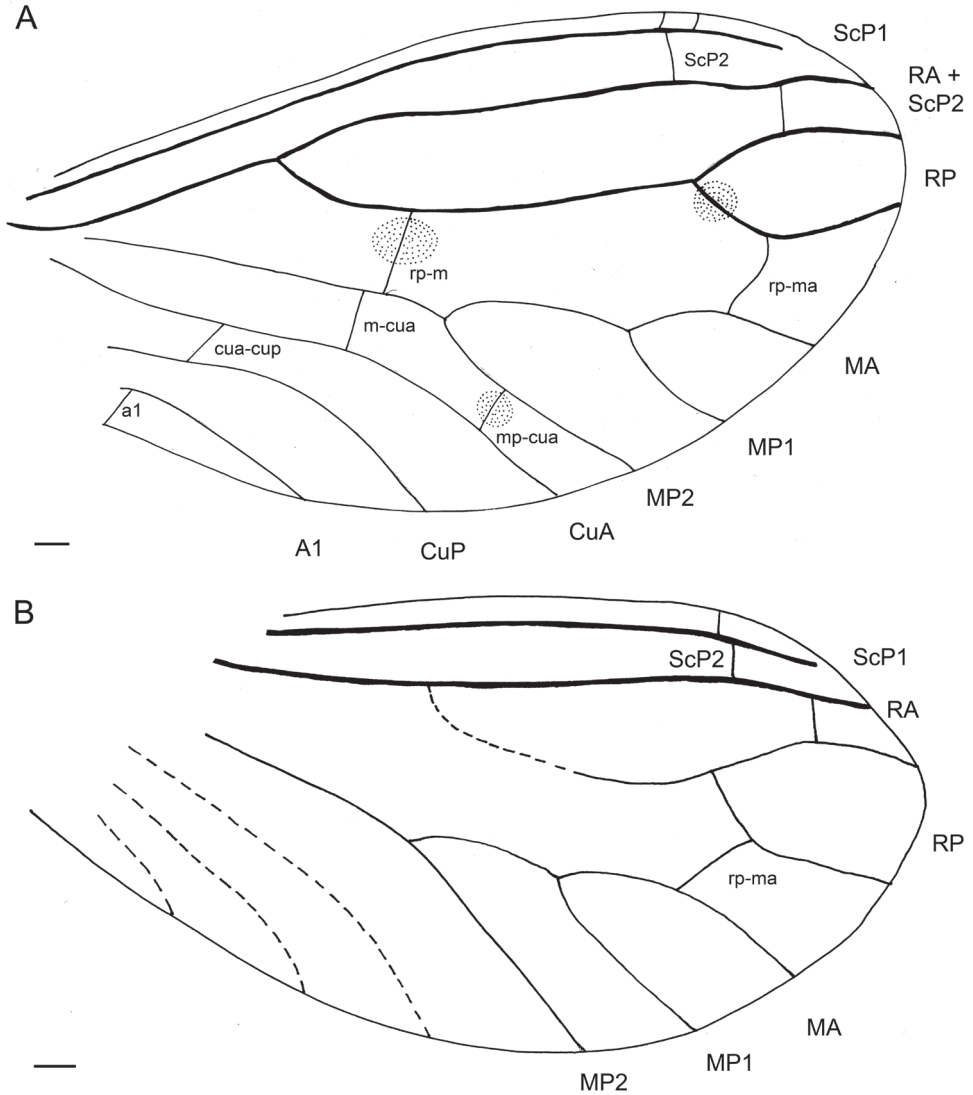 A
ScP1
ScP2
RA +
ScP2
RP
rp-m
rp-ma
m-cua
cua-cup
MA
a1
mp-cua
MP1
MP2
CuA
A1
CuP
B
ScP2
ScP1
RA
RP
rp-ma
MA
MP1
MP2